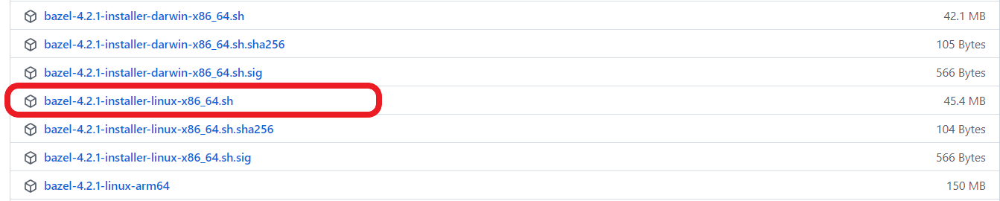 bazel-4.2.1-installer-darwin-x86_64.sh 42.1 MB
bazel-4.2.1-installer-darwin-x86_64.sh.sha256 105 Bytes
bazel-4.2.1-installer-darwin-x86_64.sh.sig 566 Bytes
bazel-4.2.1-installer-linux-x86_64.sh 45.4 MB
bazel-4.2.1-installer-linux-x86_64.sh.sha256 104 Bytes
bazel-4.2.1-installer-linux-x86_64.sh.sig 566 Bytes
bazel-4.2.1-linux-arm64 150 MB